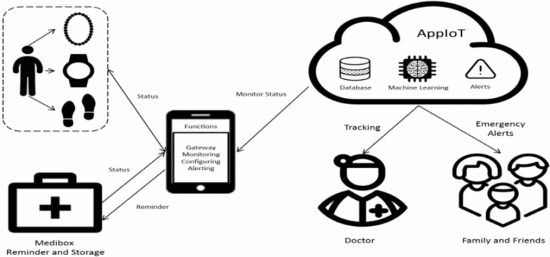 AppIoT
Database
Machine Learning
Alerts
Status
Monitor Status
Functions
Gateway
Monitoring
Configuring
Alerting
Tracking
Emergency
Alerts
Status
Reminder
Medibox
Reminder and Storage
Doctor
Family and Friends